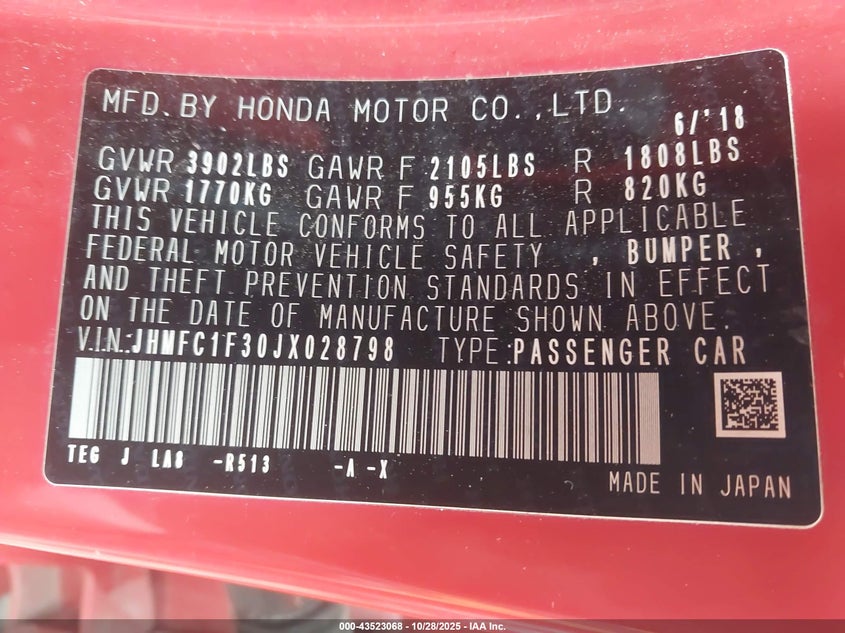 MFD. BY HONDA MOTOR CO., LTD. 6/'18
GVWR 3902LBS GAWR F 2105LBS R 1808LBS
GVWR 1770KG GAWR F 955KG R 820KG
THIS VEHICLE CONFORMS TO ALL APPLICABLE
FEDERAL MOTOR VEHICLE SAFETY , BUMPER ,
AND THEFT PREVENTION STANDARDS IN EFFECT
ON THE DATE OF MANUFACTURE SHOWN ABOVE.
V.I.N.:JHMFC1F30JX028798 TYPE:PASSENGER CAR
TEG J LA8 -R513 -A -X
MADE IN JAPAN
000-43523068 - 10/28/2025 - IAA Inc.